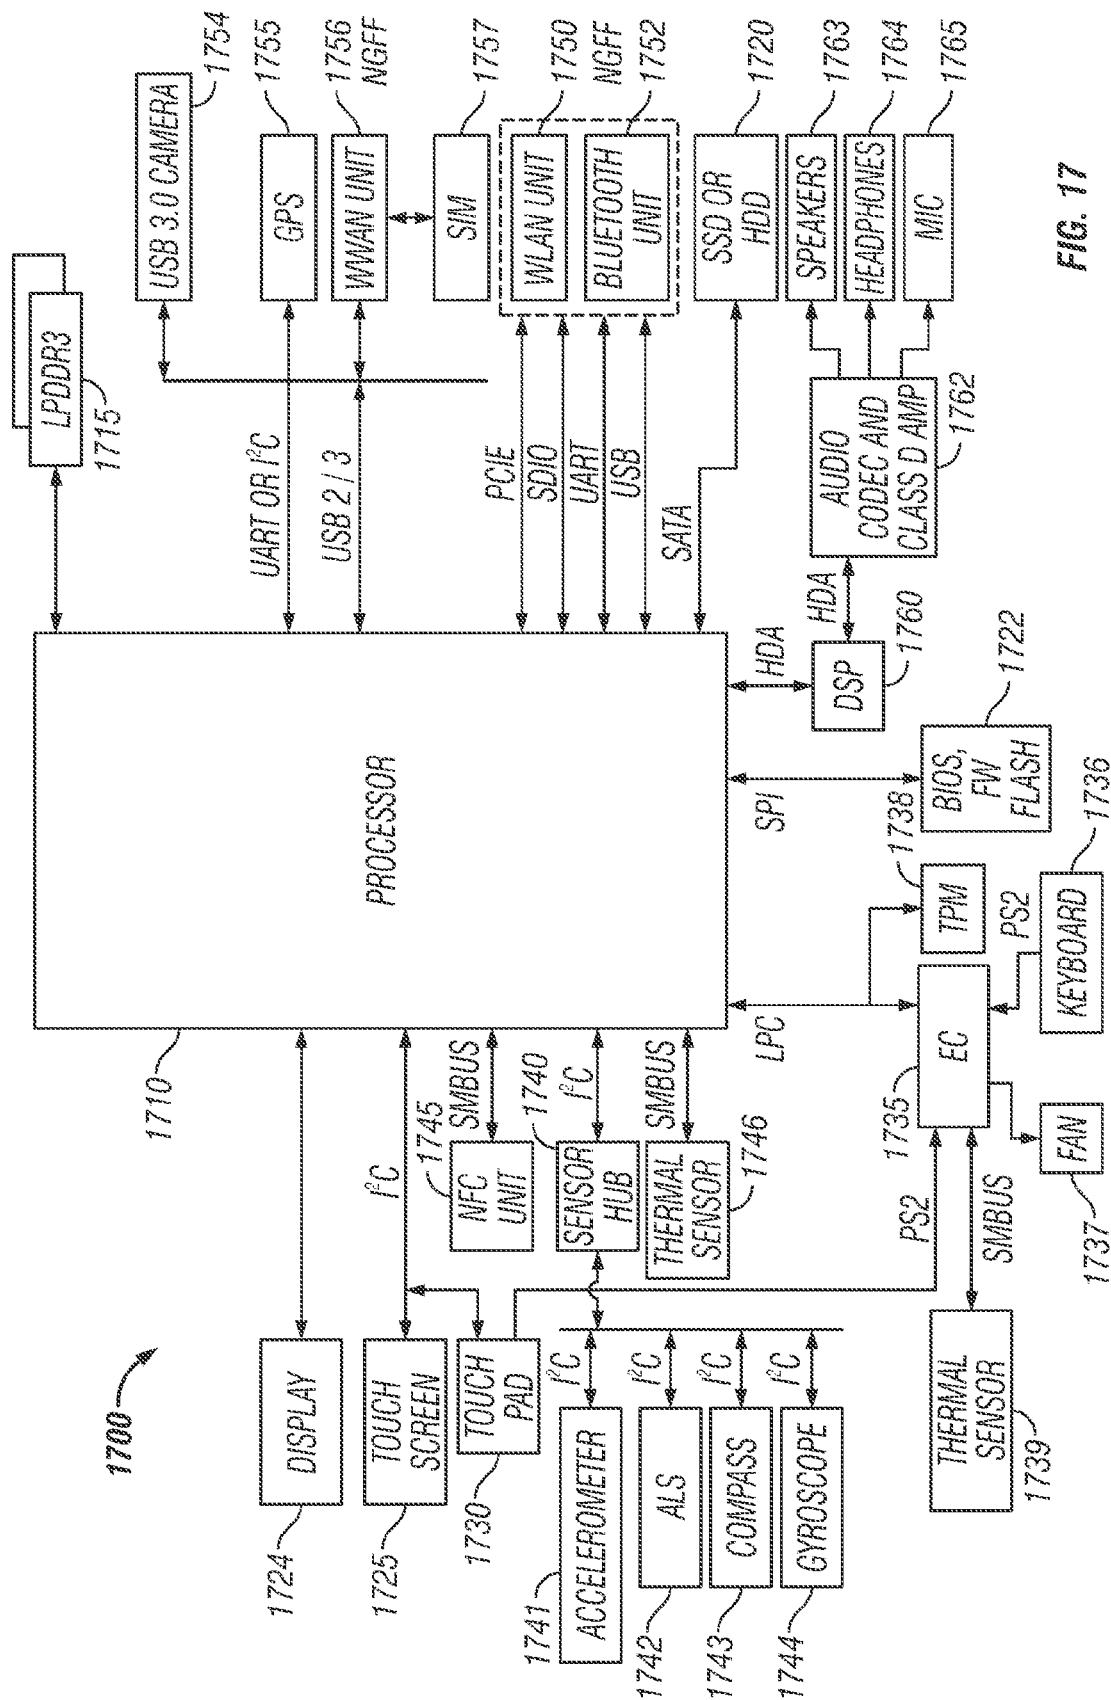 1700
LPDDR3
1715
USB 3.0 CAMERA
1754
GPS
1755
WWAN UNIT
1756
NGFF
SIM
1757
WLAN UNIT
1750
NGFF
BLUETOOTH
UNIT
1752
SSD OR
HDD
1720
SPEAKERS
1763
HEADPHONES
1764
MIC
1765
UART OR I²C
USB 2 / 3
PCIE
SDIO
UART
USB
SATA
AUDIO
CODEC AND
CLASS D AMP
1762
HDA
DSP
1760
HDA
PROCESSOR
1710
SPI
BIOS,
FW
FLASH
1722
LPC
TPM
1738
EC
1735
PS2
KEYBOARD
1736
FAN
1737
PS2
SMBUS
THERMAL
SENSOR
1739
DISPLAY
1724
I²C
TOUCH
SCREEN
1725
TOUCH
PAD
1730
SMBUS
NFC
UNIT
1745
I²C
SENSOR
HUB
1740
SMBUS
THERMAL
SENSOR
1746
I²C
ACCELEROMETER
1741
I²C
ALS
1742
I²C
COMPASS
1743
I²C
GYROSCOPE
1744
FIG. 17